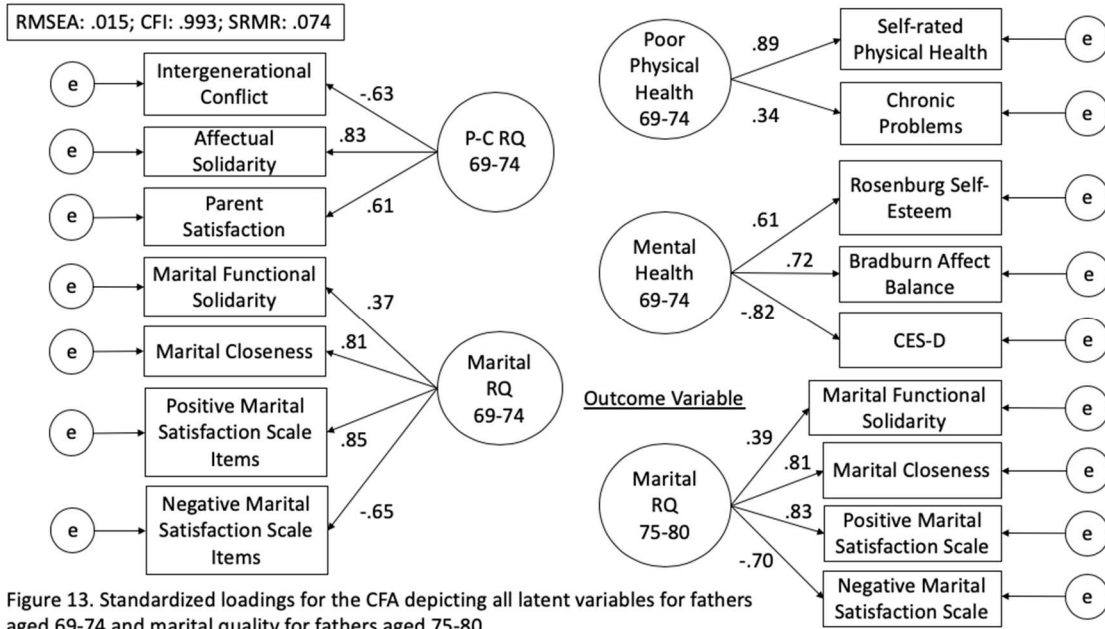 RMSEA: .015; CFI: .993; SRMR: .074
e
Intergenerational
Conflict
-.63
e
Affectual
Solidarity
.83
P-C RQ
69-74
e
Parent
Satisfaction
.61
e
Marital Functional
Solidarity
.37
e
Marital Closeness
.81
Marital
RQ
69-74
e
Positive Marital
Satisfaction Scale
Items
.85
e
Negative Marital
Satisfaction Scale
Items
-.65
Poor
Physical
Health
69-74
.89
Self-rated
Physical Health
e
.34
Chronic
Problems
e
Mental
Health
69-74
.61
Rosenburg Self-
Esteem
e
.72
Bradburn Affect
Balance
e
-.82
CES-D
e
Outcome Variable
Marital
RQ
75-80
.39
Marital Functional
Solidarity
e
.81
Marital Closeness
e
.83
Positive Marital
Satisfaction Scale
e
-.70
Negative Marital
Satisfaction Scale
e
Figure 13. Standardized loadings for the CFA depicting all latent variables for fathers
aged 69-74 and marital quality for fathers aged 75-80